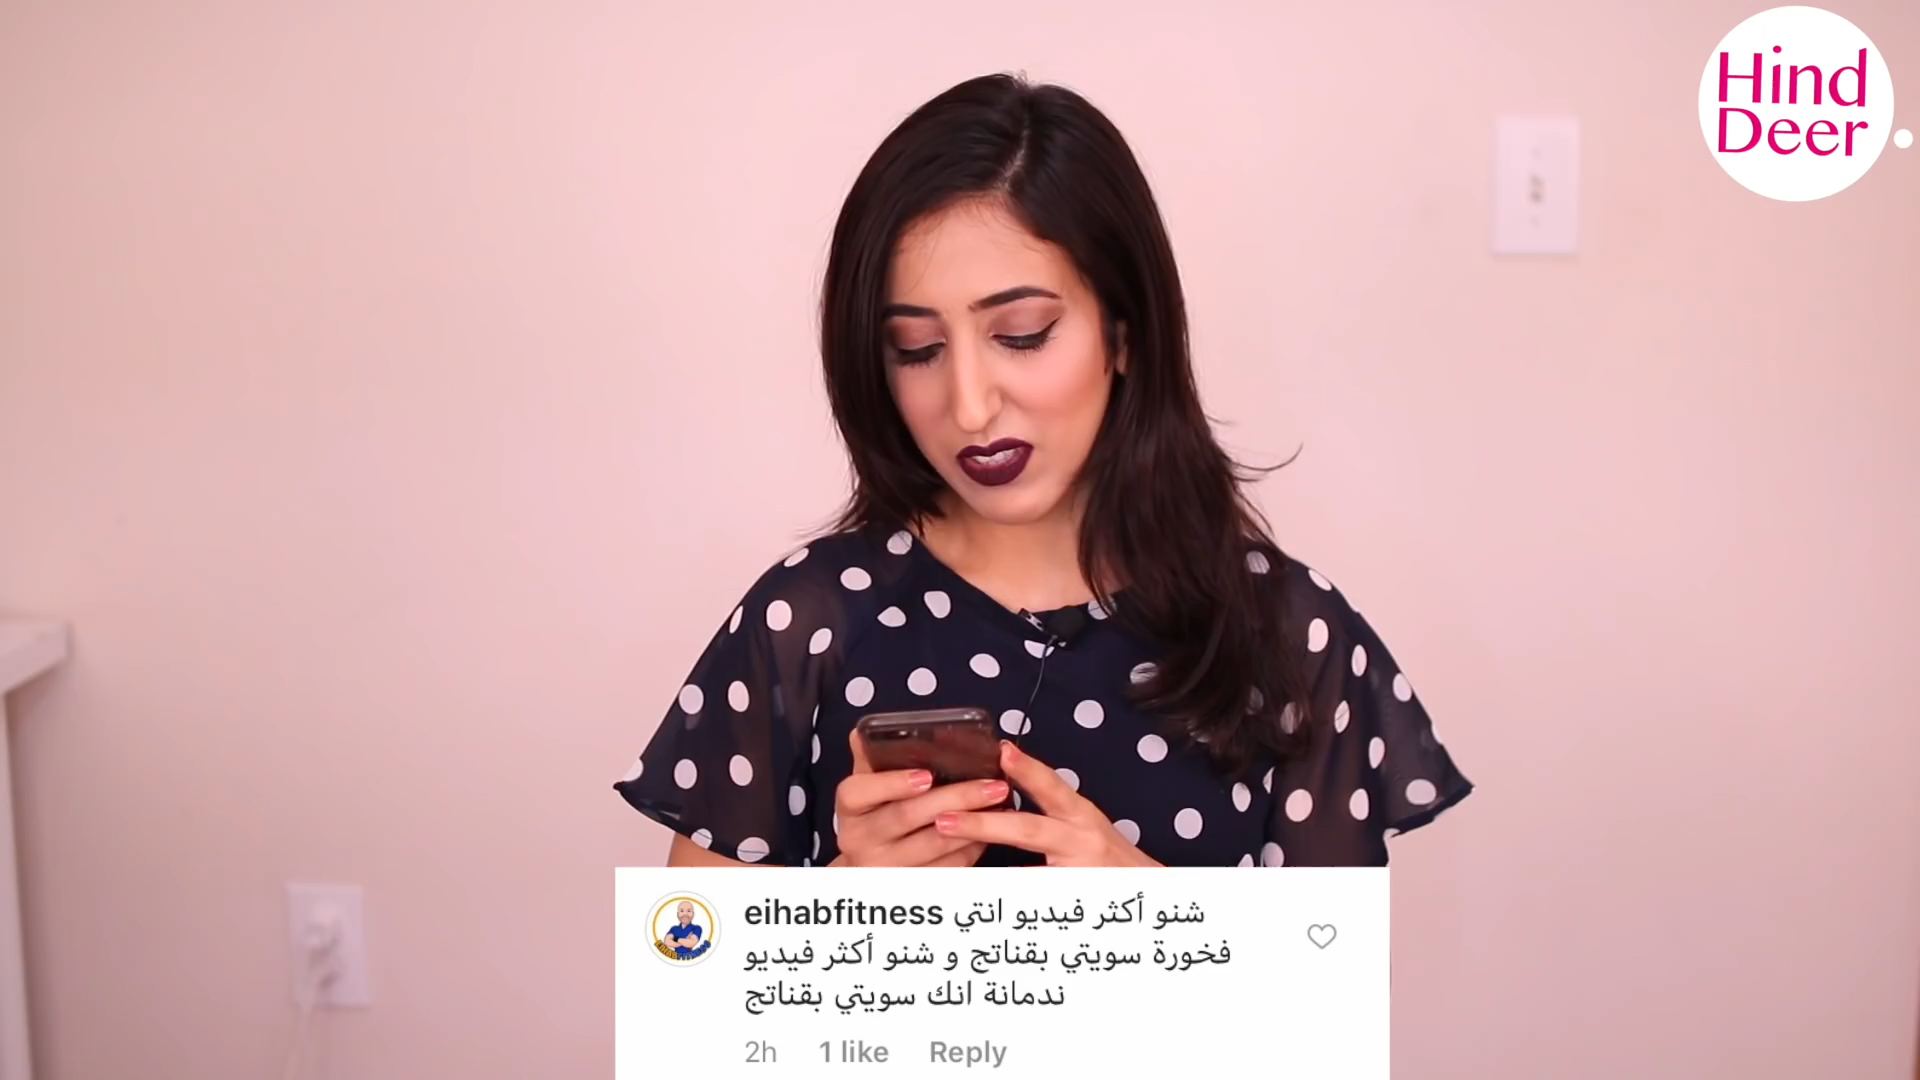 Hind
Deer.
eihabfitness شنو أكثر فيديو انتي
فخورة سويتي بقناتج و شنو أكثر فيديو
ندمانة انك سويتي بقناتج
2h 1 like Reply